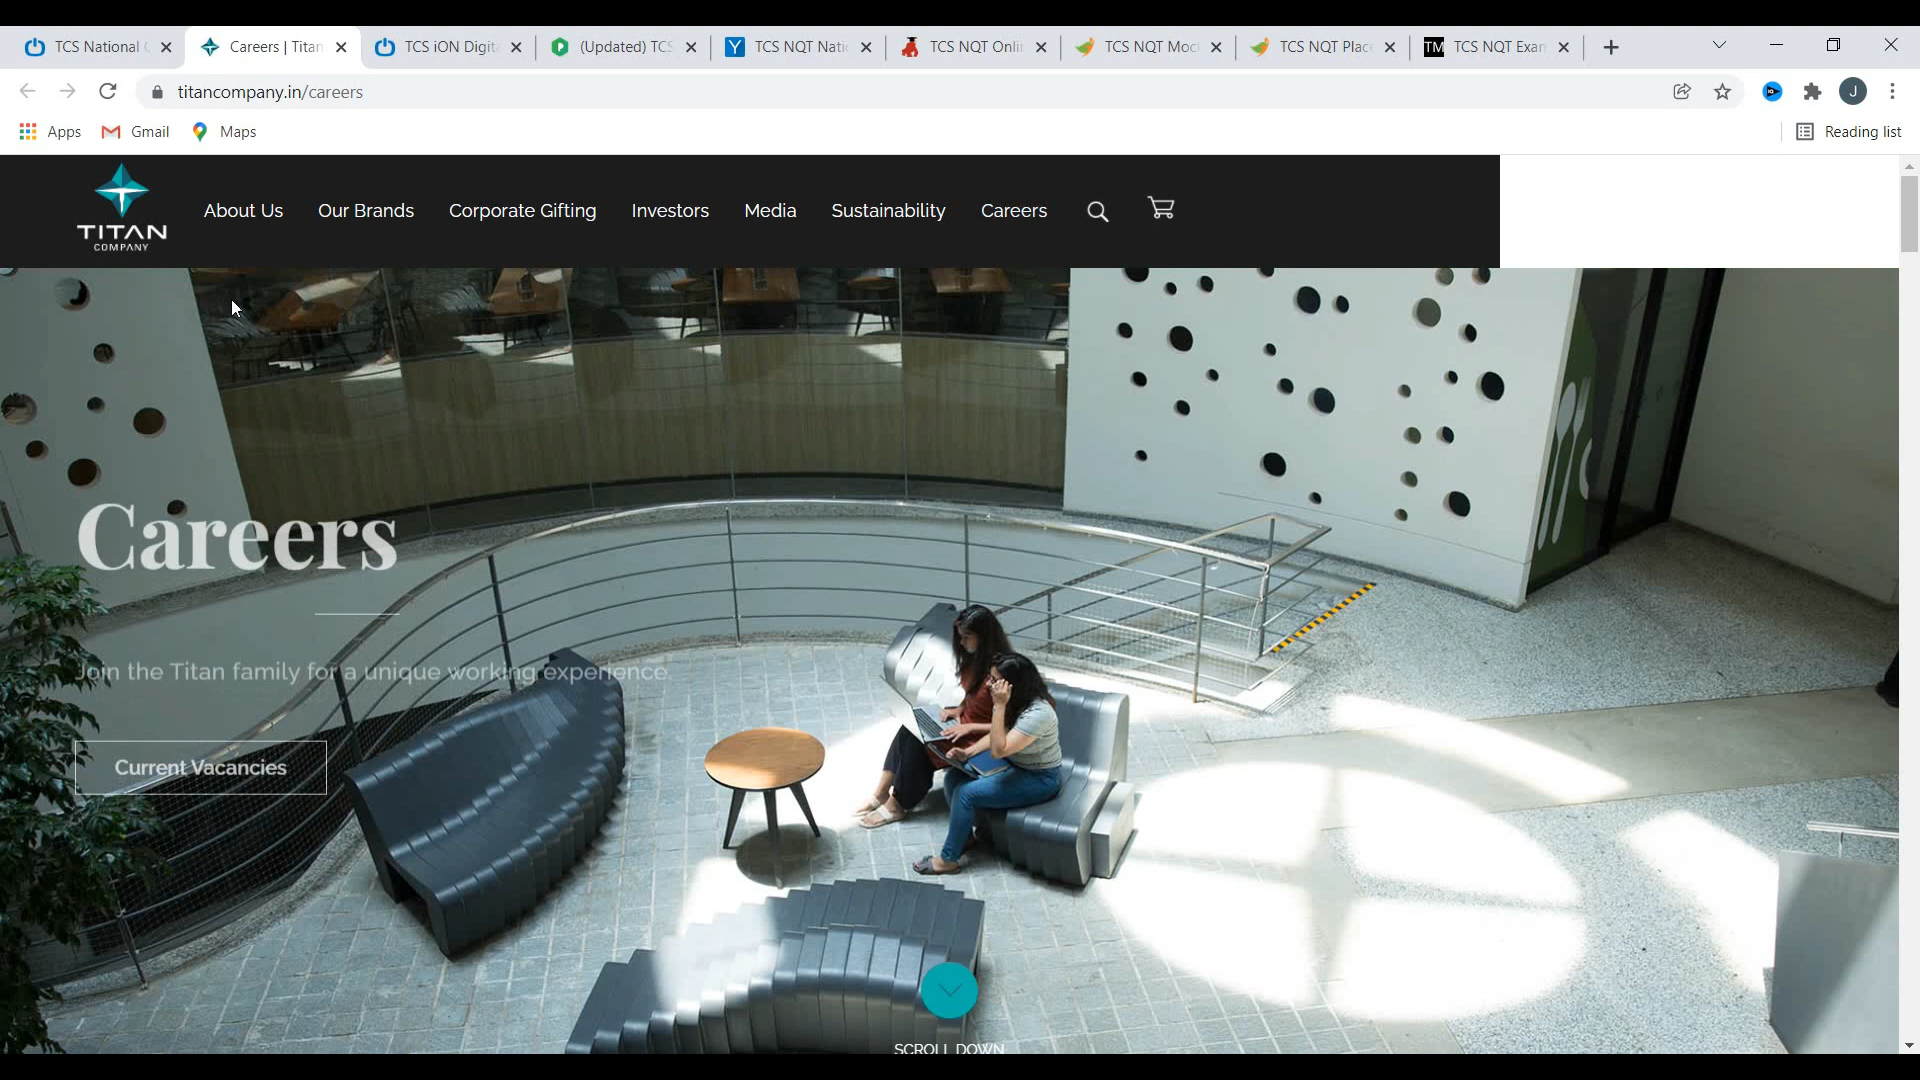 TCS National
Careers | Titan
TCS iON Digit
(Updated) TCS
TCS NQT Nati
TCS NQT Onli
TCS NQT Moc
TCS NQT Plac
TM
TCS NQT Exan
titancompany.in/careers
J
Apps
Gmail
Maps
Reading list
TITAN
COMPANY
About Us
Our Brands
Corporate Gifting
Investors
Media
Sustainability
Careers
Careers
Join the Titan family for a unique working experience.
Current Vacancies
SCROLL DOWN